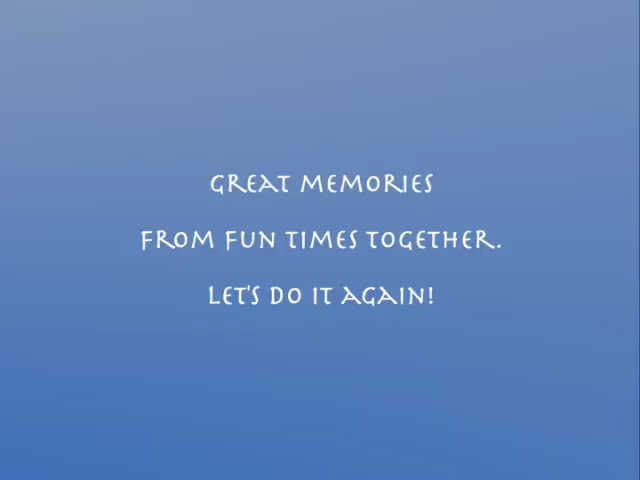 GREAT MEMORIES
FROM FUN TIMES TOGETHER.
LET'S DO IT AGAIN!